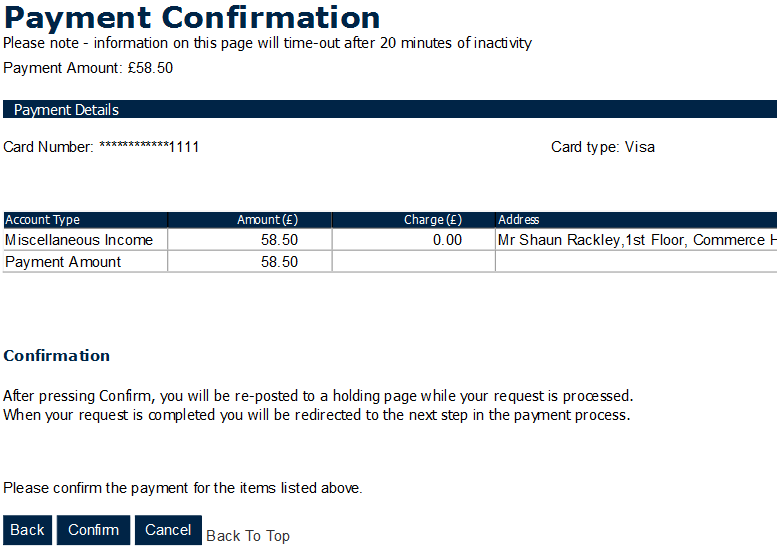 Payment Confirmation
Please note - information on this page will time-out after 20 minutes of inactivity
Payment Amount: £58.50
Payment Details
Card Number: ************1111 Card type: Visa
Account Type Amount (£) Charge (£) Address
Miscellaneous Income 58.50 0.00 Mr Shaun Rackley,1st Floor, Commerce H
Payment Amount 58.50
Confirmation
After pressing Confirm, you will be re-posted to a holding page while your request is processed.
When your request is completed you will be redirected to the next step in the payment process.
Please confirm the payment for the items listed above.
Back Confirm Cancel Back To Top